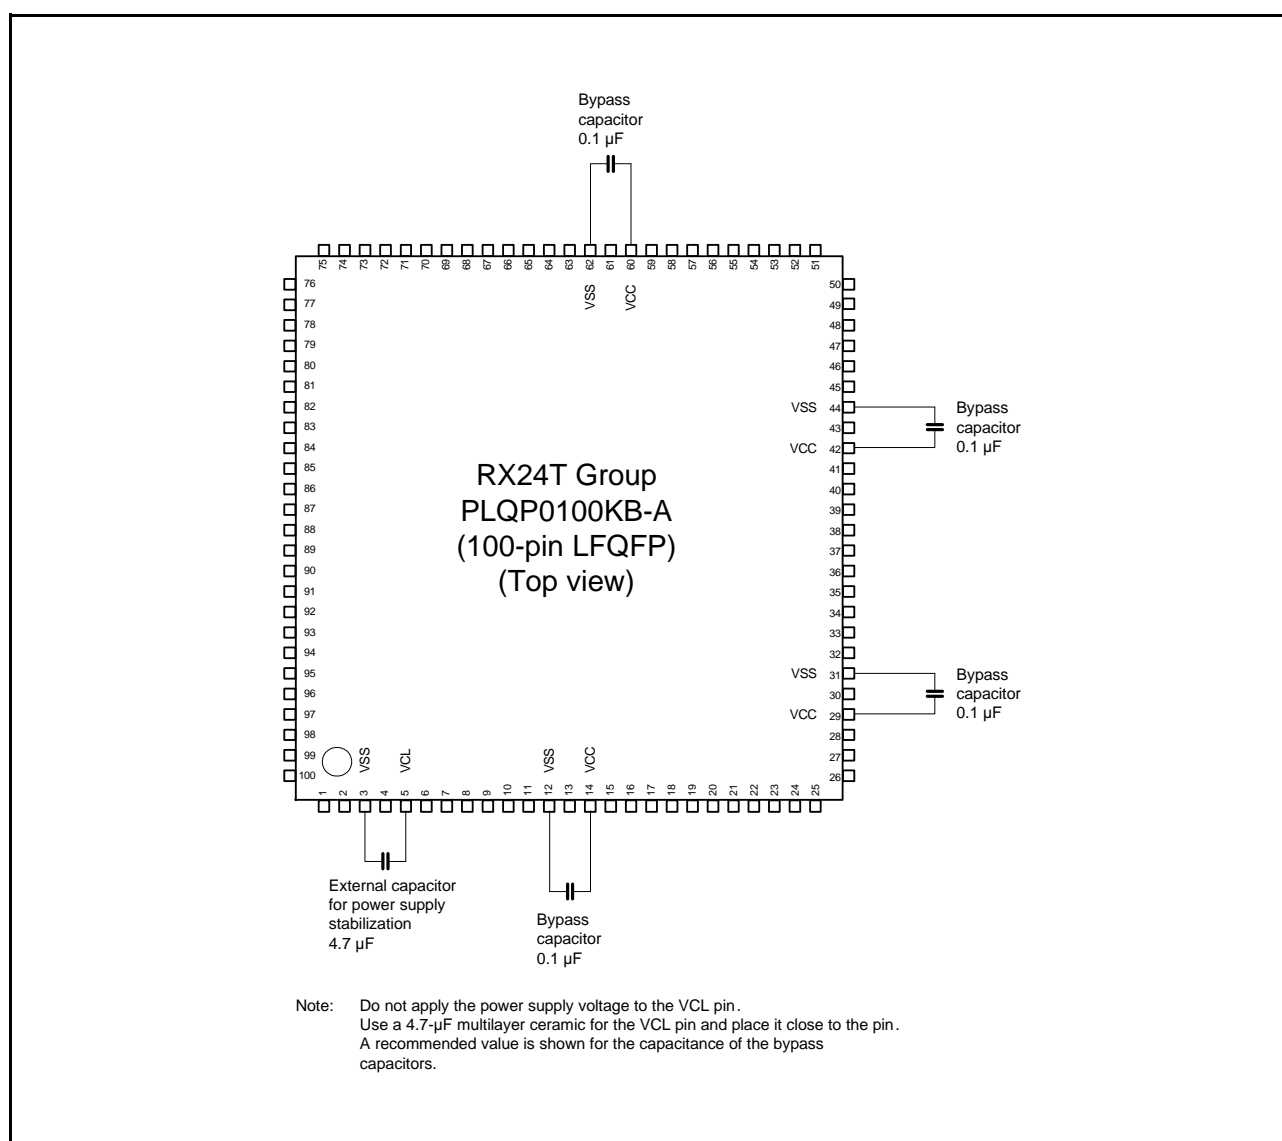 Bypass
capacitor
0.1 µF
75 74 73 72 71 70 69 68 67 66 65 64 63 62 61 60 59 58 57 56 55 54 53 52 51
VSS VCC
76
77
78
79
80
81
82
83
84
85
86
87
88
89
90
91
92
93
94
95
96
97
98
99
100
50
49
48
47
46
45
VSS 44
43
VCC 42
41
40
39
38
37
36
35
34
33
32
VSS 31
30
VCC 29
28
27
26
Bypass
capacitor
0.1 µF
Bypass
capacitor
0.1 µF
RX24T Group
PLQP0100KB-A
(100-pin LFQFP)
(Top view)
VSS VCL VSS VCC
1 2 3 4 5 6 7 8 9 10 11 12 13 14 15 16 17 18 19 20 21 22 23 24 25
External capacitor
for power supply
stabilization
4.7 µF
Bypass
capacitor
0.1 µF
Note: Do not apply the power supply voltage to the VCL pin.
Use a 4.7-µF multilayer ceramic for the VCL pin and place it close to the pin.
A recommended value is shown for the capacitance of the bypass
capacitors.